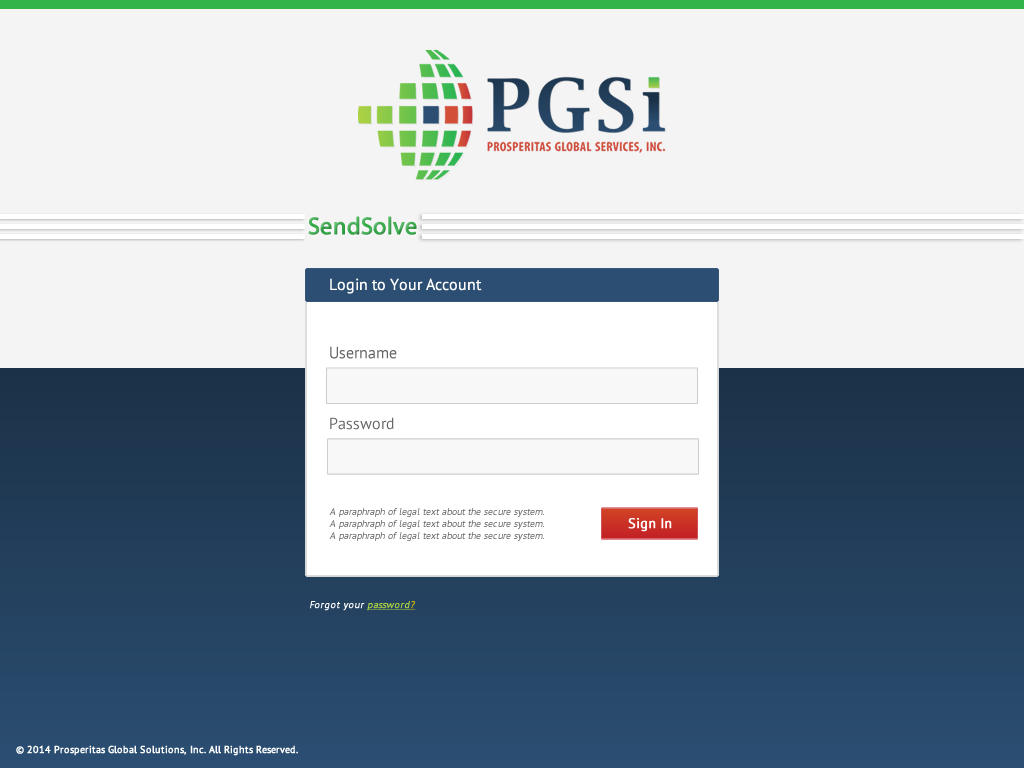 PGSi
PROSPERITAS GLOBAL SERVICES, INC.
SendSolve
Login to Your Account
Username
Password
A paraphraph of legal text about the secure system.
A paraphraph of legal text about the secure system.
A paraphraph of legal text about the secure system.
Sign In
Forgot your password?
© 2014 Prosperitas Global Solutions, Inc. All Rights Reserved.